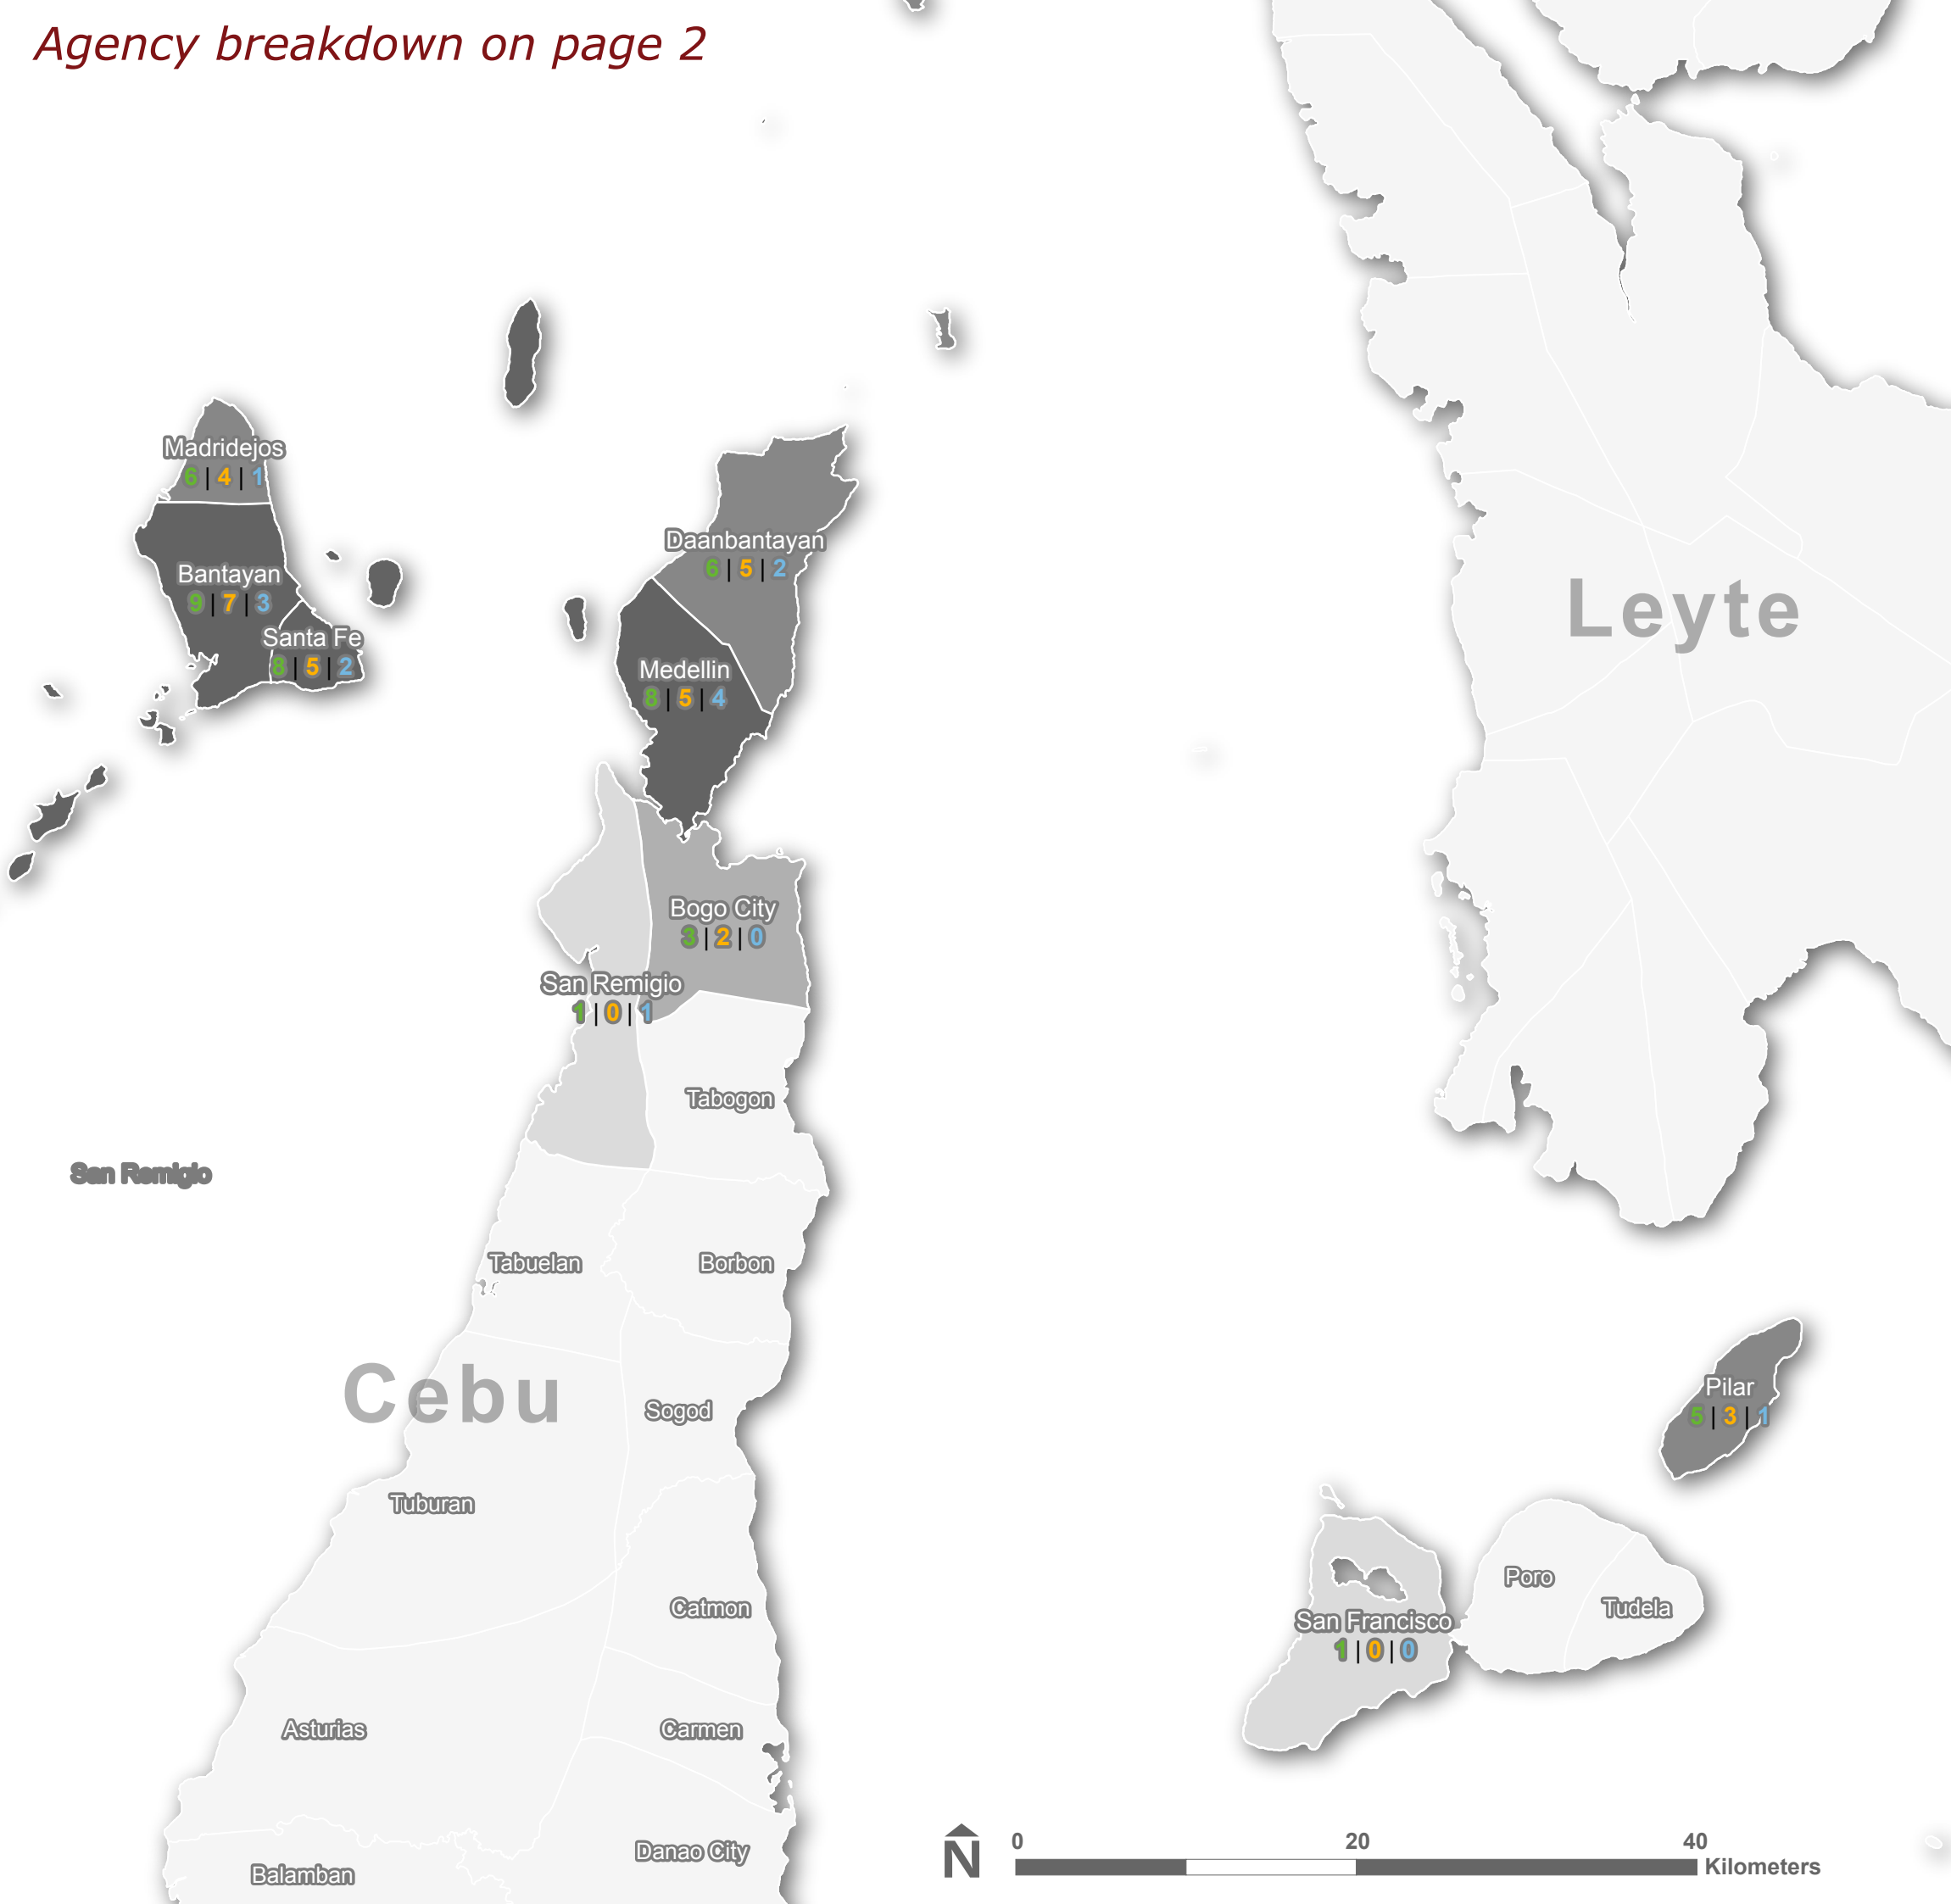 Agency breakdown on page 2
Madridejos
6 | 4 | 1
Daanbantayan
6 | 5 | 2
Bantayan
9 | 7 | 3
Leyte
Santa Fe
8 | 5 | 2
Medellin
8 | 5 | 4
Bogo City
3 | 2 | 0
San Remigio
1 | 0 | 1
Tabogon
San Remigio
Tabuelan
Borbon
Cebu
Pilar
5 | 3 | 1
Sogod
Tuburan
Poro
Catmon
Tudela
San Francisco
1 | 0 | 0
Asturias
Carmen
Danao City
Balamban
N
0 20 40
Kilometers